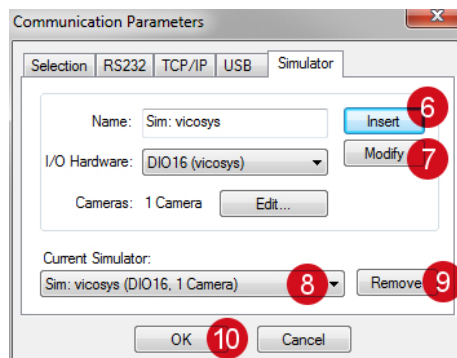 Communication Parameters
x
Selection RS232 TCP/IP USB Simulator
Name: Sim: vicosys Insert 6
I/O Hardware: DIO16 (vicosys) Modify 7
Cameras: 1 Camera Edit...
Current Simulator:
Sim: vicosys (DIO16, 1 Camera) 8 Remove 9
OK 10 Cancel